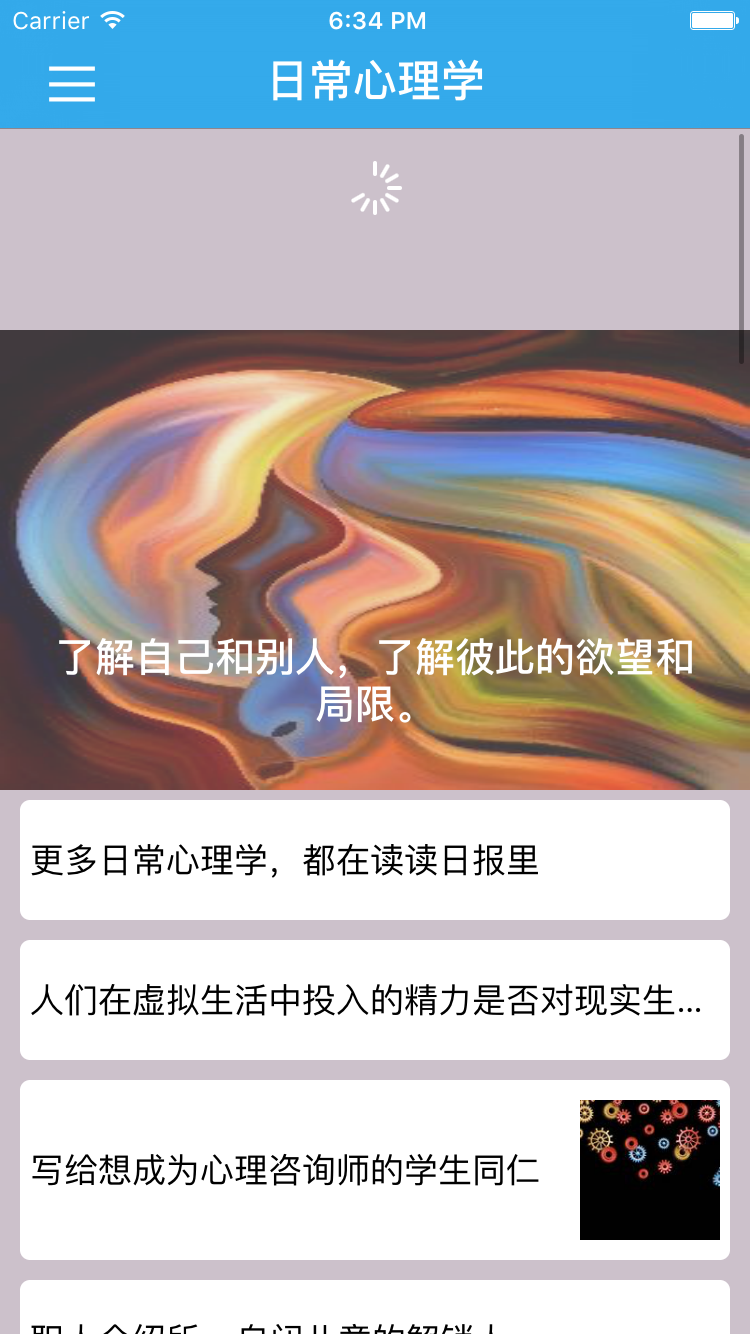 Carrier
6:34 PM
日常心理学
了解自己和别人，了解彼此的欲望和
局限。
更多日常心理学，都在读读日报里
人们在虚拟生活中投入的精力是否对现实生...
写给想成为心理咨询师的学生同仁